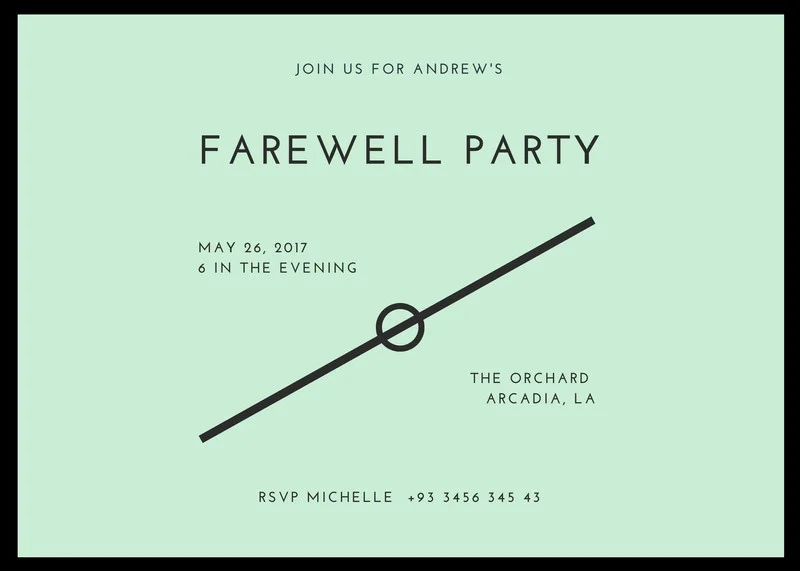 JOIN US FOR ANDREW'S
FAREWELL PARTY
MAY 26, 2017
6 IN THE EVENING
THE ORCHARD
ARCADIA, LA
RSVP MICHELLE +93 3456 345 43